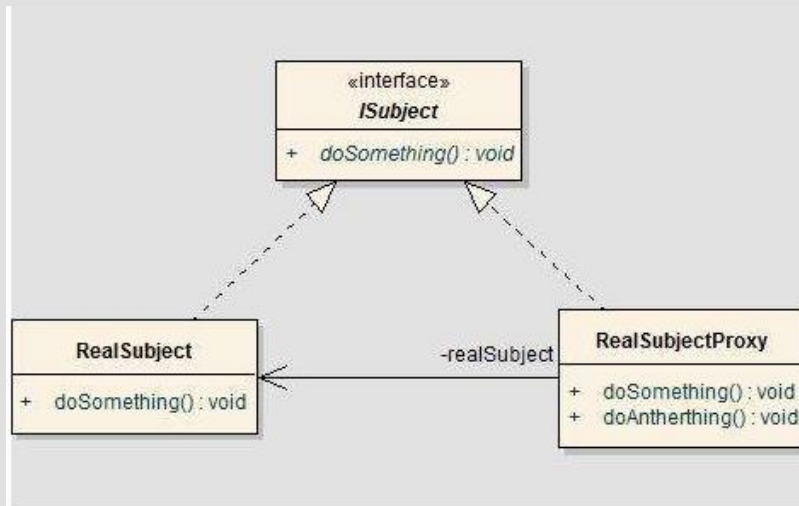 «interface»
ISubject
+ doSomething() : void
RealSubject
+ doSomething() : void
-realSubject
RealSubjectProxy
+ doSomething() : void
+ doAntherthing() : void